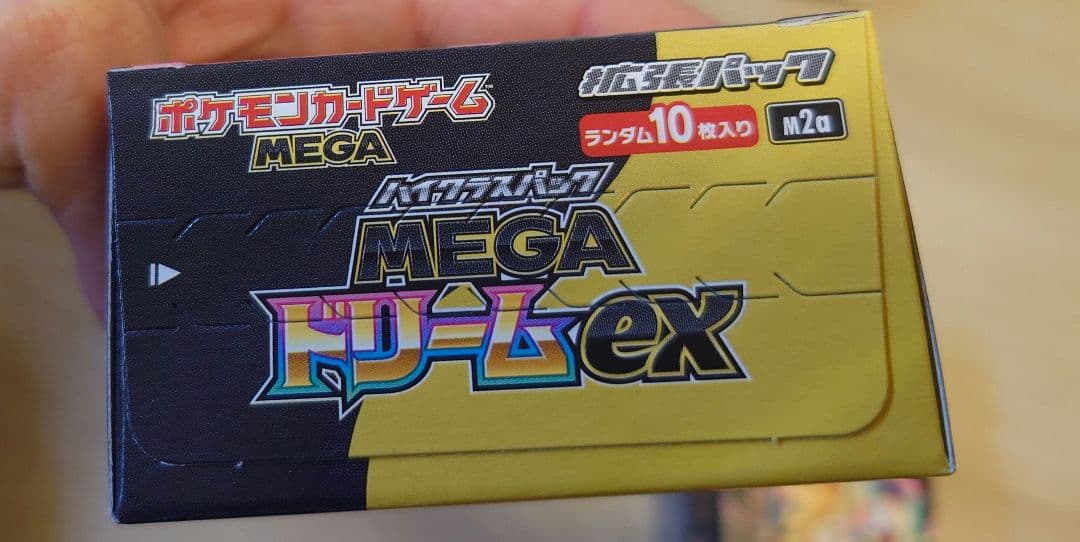 ポケモンカードゲーム
MEGA
拡張パック
ランダム10枚入り
M2a
ハイクラスパック
MEGA
ドリームex